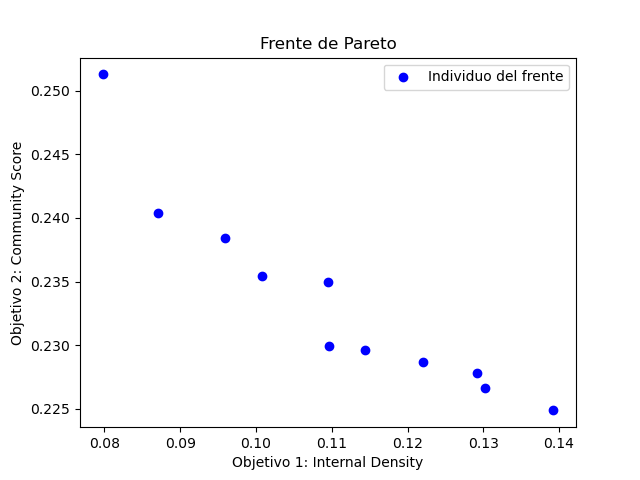 Frente de Pareto
Individuo del frente
Objetivo 2: Community Score
0.250
0.245
0.240
0.235
0.230
0.225
0.08 0.09 0.10 0.11 0.12 0.13 0.14
Objetivo 1: Internal Density